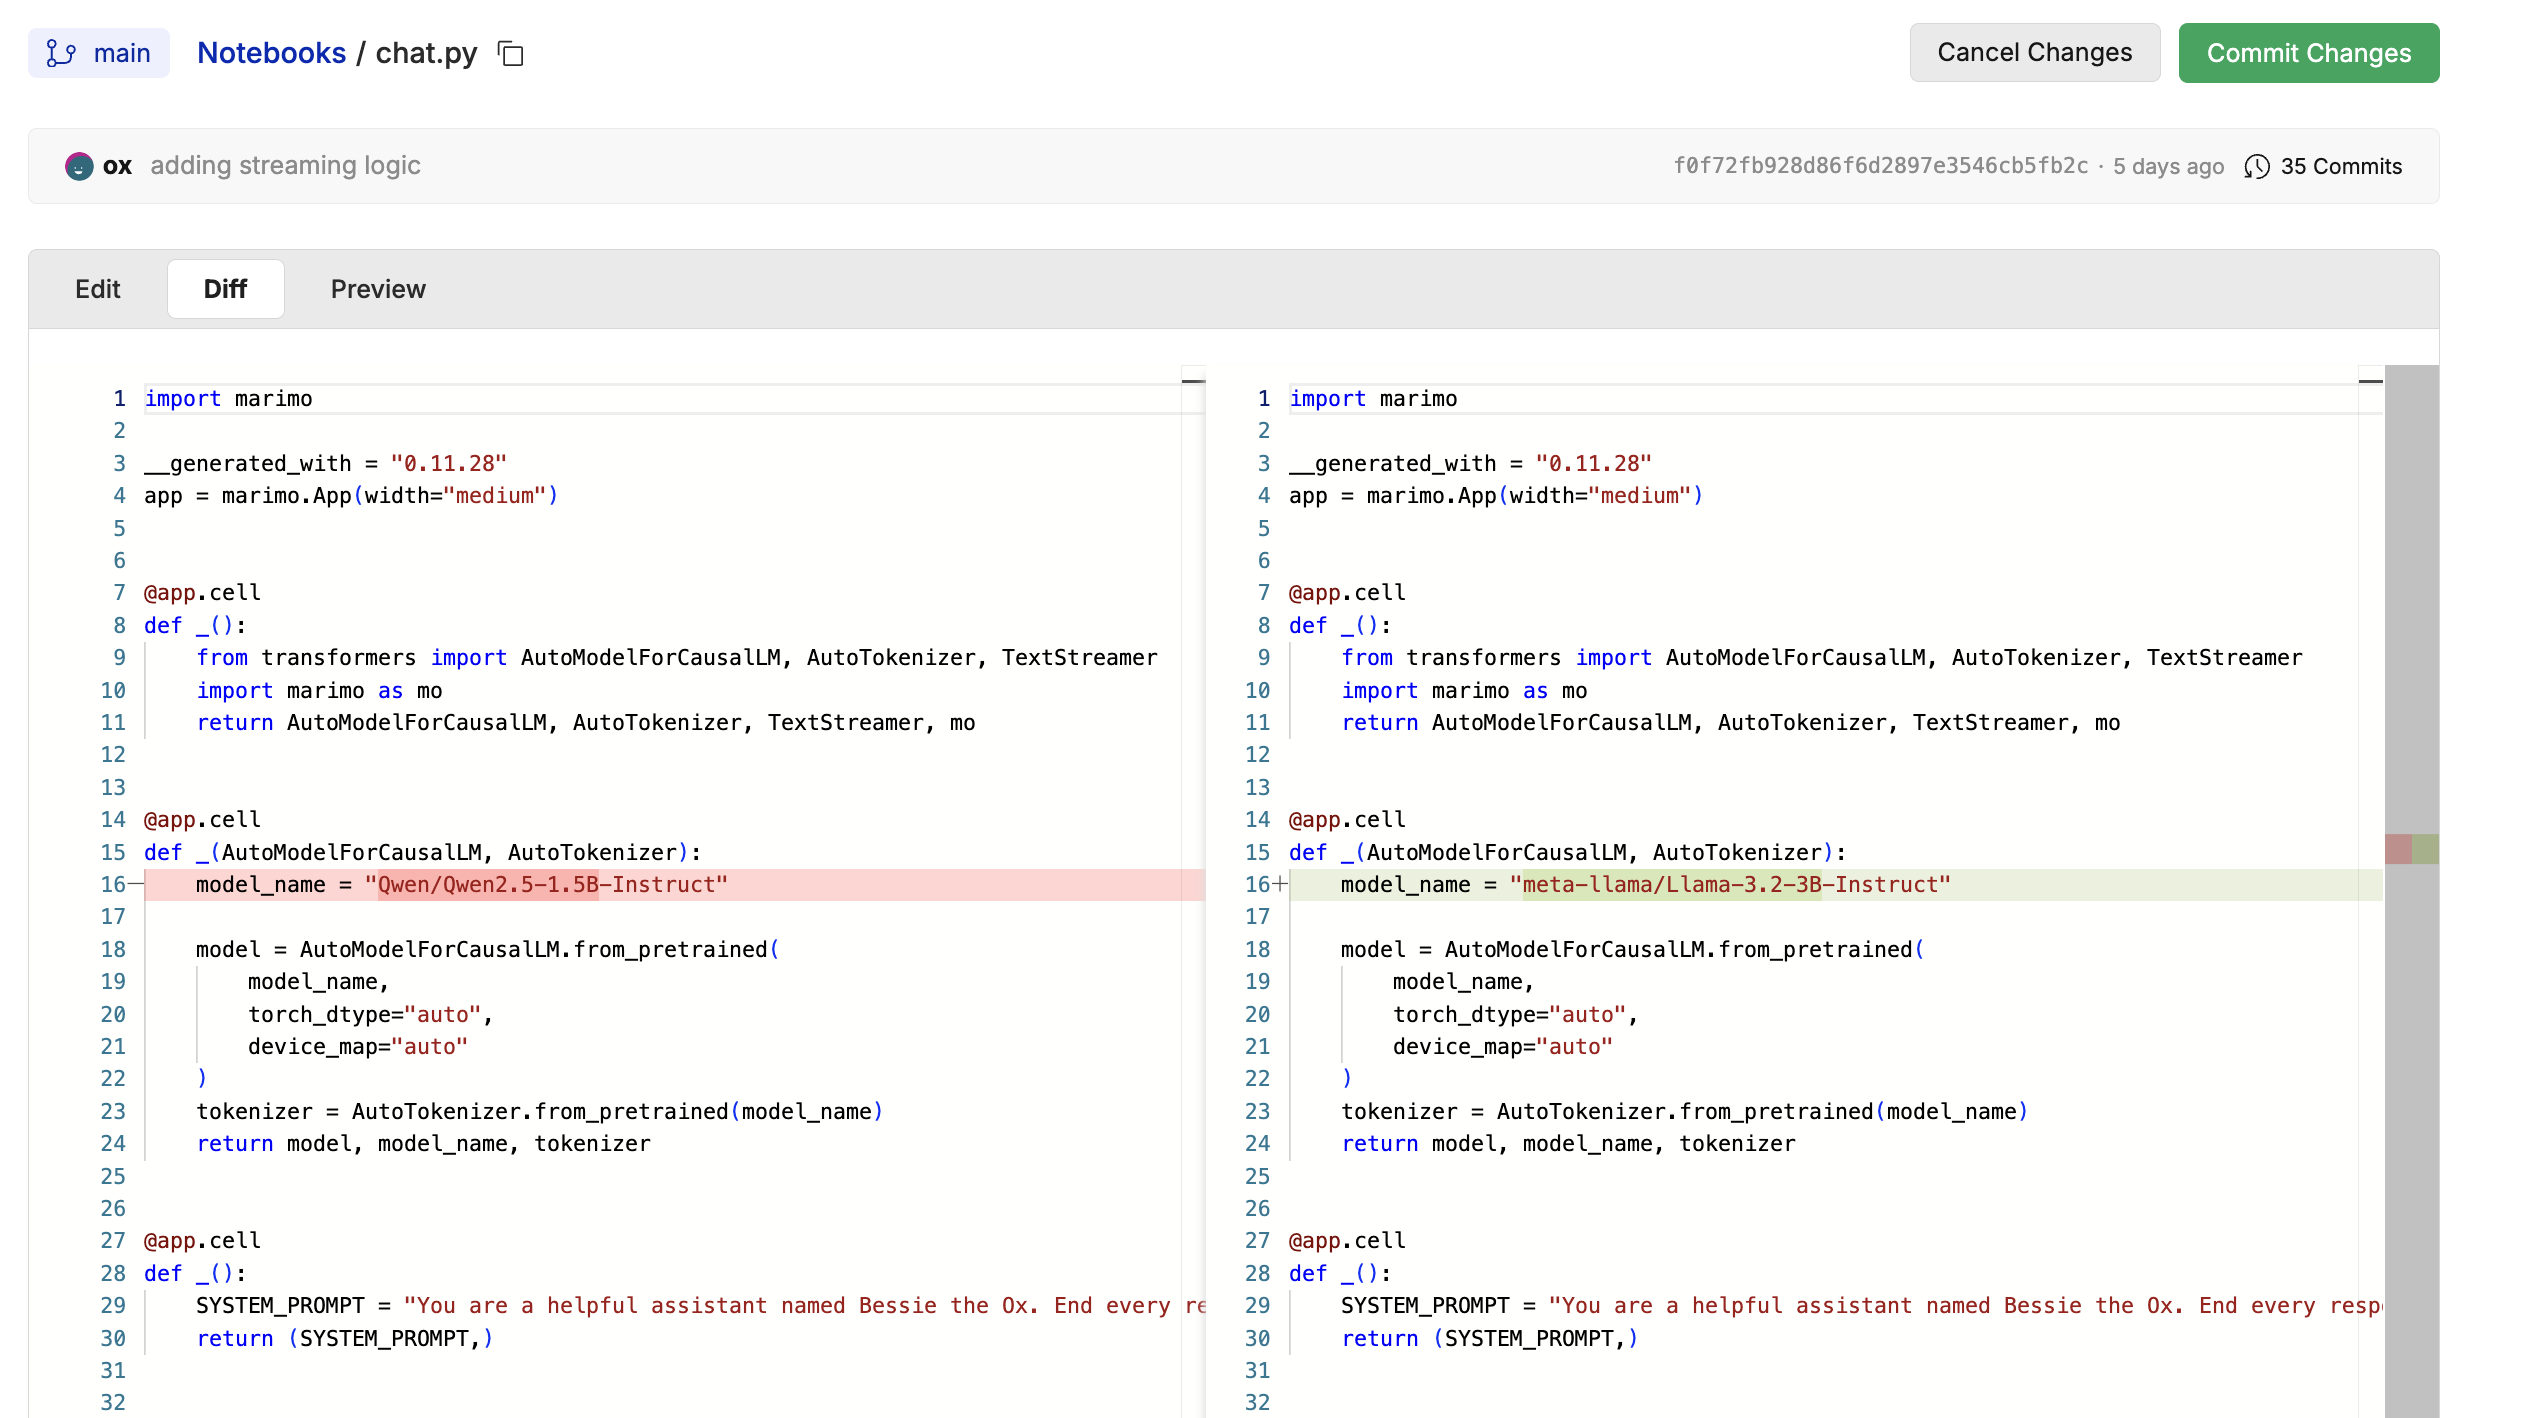 main Notebooks / chat.py Cancel Changes Commit Changes
ox adding streaming logic f0f72fb928d86f6d2897e3546cb5fb2c · 5 days ago 35 Commits
Edit Diff Preview
1 import marimo
2
3 __generated_with = "0.11.28"
4 app = marimo.App(width="medium")
5
6
7 @app.cell
8 def _():
9     from transformers import AutoModelForCausalLM, AutoTokenizer, TextStreamer
10     import marimo as mo
11     return AutoModelForCausalLM, AutoTokenizer, TextStreamer, mo
12
13
14 @app.cell
15 def _(AutoModelForCausalLM, AutoTokenizer):
16—     model_name = "Qwen/Qwen2.5-1.5B-Instruct"
17
18     model = AutoModelForCausalLM.from_pretrained(
19         model_name,
20         torch_dtype="auto",
21         device_map="auto"
22     )
23     tokenizer = AutoTokenizer.from_pretrained(model_name)
24     return model, model_name, tokenizer
25
26
27 @app.cell
28 def _():
29     SYSTEM_PROMPT = "You are a helpful assistant named Bessie the Ox. End every re
30     return (SYSTEM_PROMPT,)
31
32
1 import marimo
2
3 __generated_with = "0.11.28"
4 app = marimo.App(width="medium")
5
6
7 @app.cell
8 def _():
9     from transformers import AutoModelForCausalLM, AutoTokenizer, TextStreamer
10     import marimo as mo
11     return AutoModelForCausalLM, AutoTokenizer, TextStreamer, mo
12
13
14 @app.cell
15 def _(AutoModelForCausalLM, AutoTokenizer):
16+     model_name = "meta-llama/Llama-3.2-3B-Instruct"
17
18     model = AutoModelForCausalLM.from_pretrained(
19         model_name,
20         torch_dtype="auto",
21         device_map="auto"
22     )
23     tokenizer = AutoTokenizer.from_pretrained(model_name)
24     return model, model_name, tokenizer
25
26
27 @app.cell
28 def _():
29     SYSTEM_PROMPT = "You are a helpful assistant named Bessie the Ox. End every resp
30     return (SYSTEM_PROMPT,)
31
32